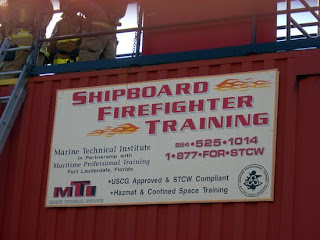 SHIPBOARD
FIREFIGHTER
TRAINING
Marine Technical Institute
In Partnership with
Maritime Professional Training
Fort Lauderdale, Florida
954•525•1014
1•877•FOR•STCW
MTI
•USCG Approved & STCW Compliant
•Hazmat & Confined Space Training